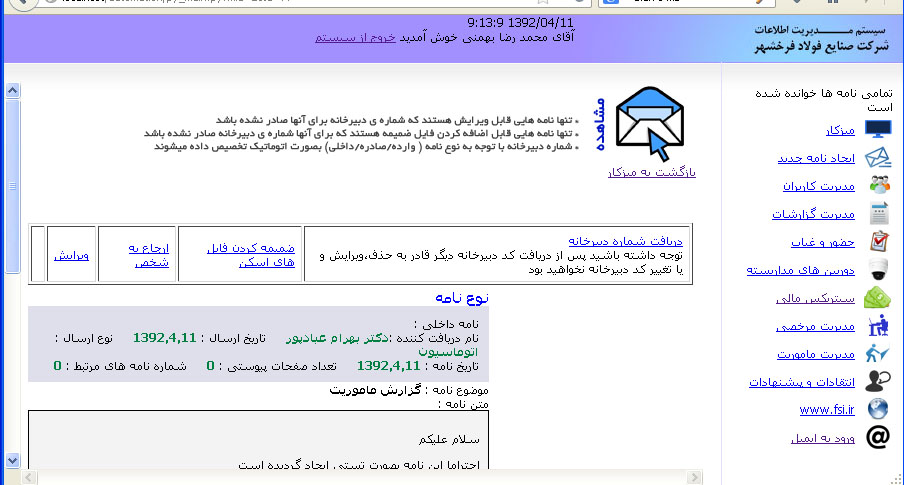 9:13:9 1392/04/11
آقای محمد رضا بهمنی خوش آمدید خروج از سیستم
سیستم مـــدیریت اطلاعات
شرکت صنایع فولاد فرخشهر
تمامی نامه ها خوانده شده
است
میزکار
ایجاد نامه جدید
مدیریت کاربران
مدیریت گزارشات
حضور و غیاب
دوربین های مداربسته
سیتریکس مالی
مدیریت مرخصی
مدیریت ماموریت
انتقادات و پیشنهادات
www.fsi.ir
ورود به ایمیل
مشاهده
بازگشت به میزکار
• تنها نامه هایی قابل ویرایش هستند که شماره ی دبیرخانه برای آنها صادر نشده باشد
• تنها نامه هایی قابل اضافه کردن فایل ضمیمه هستند که برای آنها شماره ی دبیرخانه صادر نشده باشد
• شماره دبیرخانه با توجه به نوع نامه ( وارده/صادره/داخلی) بصورت اتوماتیک تخصیص داده میشوند
دریافت شماره دبیرخانه
توجه داشته باشید پس از دریافت کد دبیرخانه دیگر قادر به حذف،ویرایش و
یا تغییر کد دبیرخانه نخواهید بود
ضمیمه کردن فایل
های اسکن
ارجاع به
شخص
ویرایش
نوع نامه
نامه داخلی :
نام دریافت کننده :دکتر بهرام عبادپور تاریخ ارسال : 1392,4,11 نوع ارسال :
اتوماسیون
تاریخ نامه : 1392,4,11 تعداد صفحات پیوستی : 0 شماره نامه های مرتبط : 0
موضوع نامه : گزارش ماموریت
متن نامه :
سلام علیکم
احتراما این نامه بصورت تستی ایجاد گردیده است